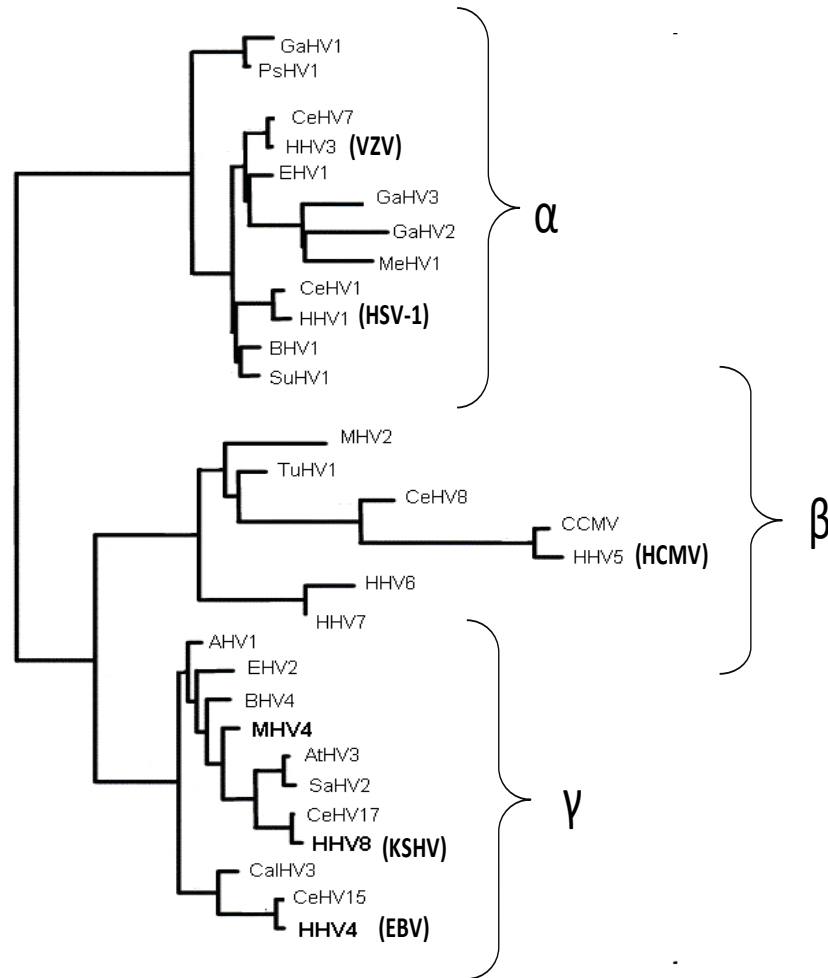 GaHV1
PsHV1
CeHV7
HHV3 (VZV)
EHV1
GaHV3
α
GaHV2
MeHV1
CeHV1
HHV1 (HSV-1)
BHV1
SuHV1
MHV2
TuHV1
CeHV8
β
CCMV
HHV5 (HCMV)
HHV6
HHV7
AHV1
EHV2
BHV4
MHV4
AtHV3
SaHV2
γ
CeHV17
HHV8 (KSHV)
CalHV3
CeHV15
HHV4 (EBV)